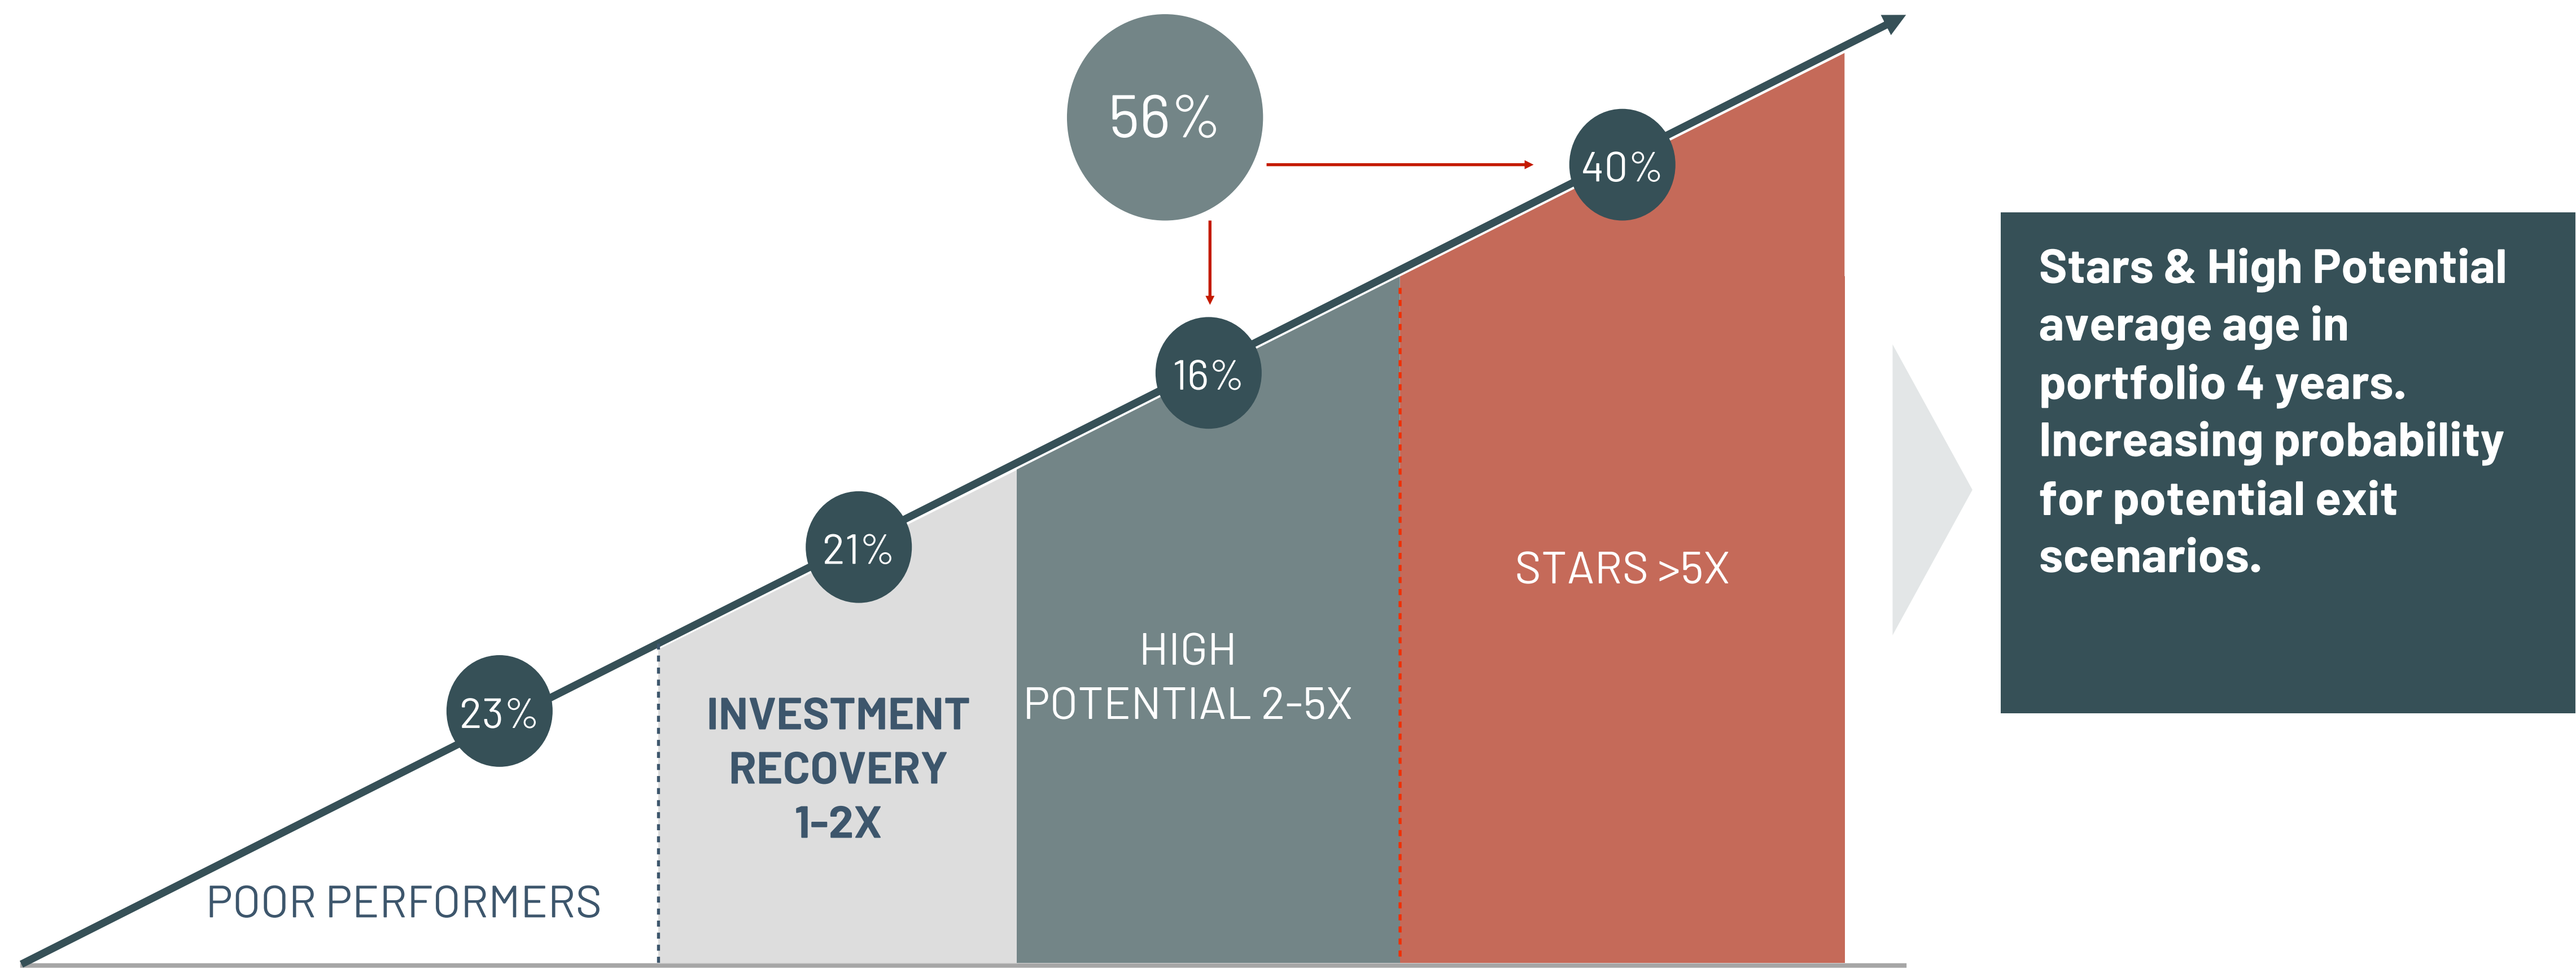 56%
40%
16%
21%
23%
POOR PERFORMERS
INVESTMENT
RECOVERY
1-2X
HIGH
POTENTIAL 2-5X
STARS >5X
Stars & High Potential
average age in
portfolio 4 years.
Increasing probability
for potential exit
scenarios.